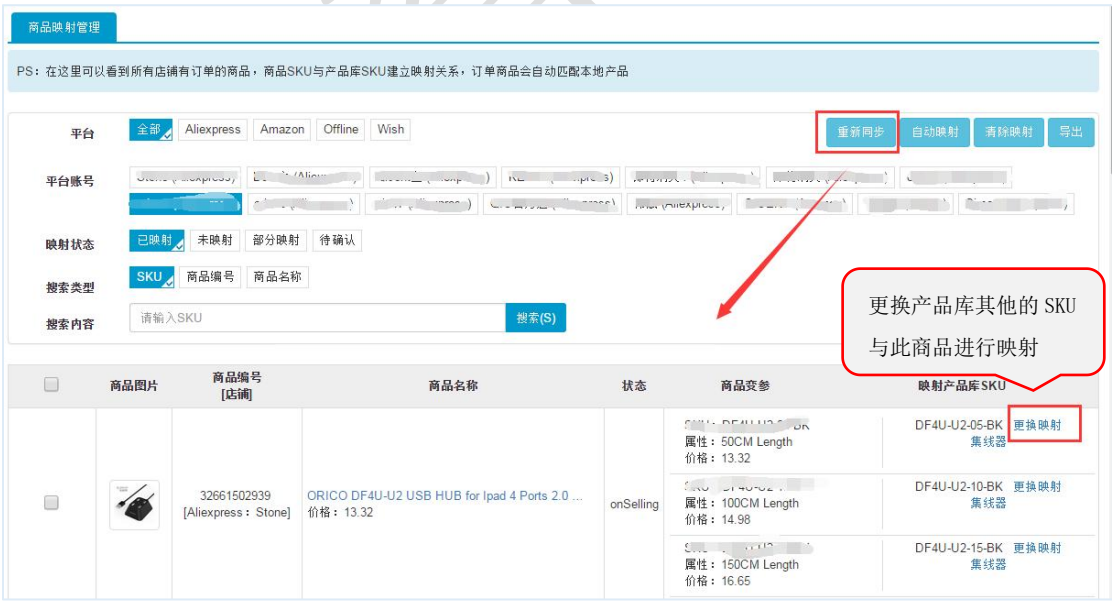 商品映射管理
PS：在这里可以看到所有店铺有订单的商品，商品SKU与产品库SKU建立映射关系，订单商品会自动匹配本地产品
平台 全部 Aliexpress Amazon Offline Wish 重新同步 自动映射 清除映射 导出
平台账号
映射状态 已映射 未映射 部分映射 待确认
搜索类型 SKU 商品编号 商品名称
搜索内容 请输入SKU 搜索(S)
更换产品库其他的 SKU
与此商品进行映射
商品图片 商品编号 商品名称 状态 商品变参 映射产品库SKU
[店铺]
DF4U-U2-05-BK 更换映射
属性：50CM Length 集线器
价格：13.32
32661502939 ORICO DF4U-U2 USB HUB for Ipad 4 Ports 2.0 ...
[Aliexpress：Stone] 价格：13.32 onSelling
DF4U-U2-10-BK 更换映射
属性：100CM Length 集线器
价格：14.98
DF4U-U2-15-BK 更换映射
属性：150CM Length 集线器
价格：16.65